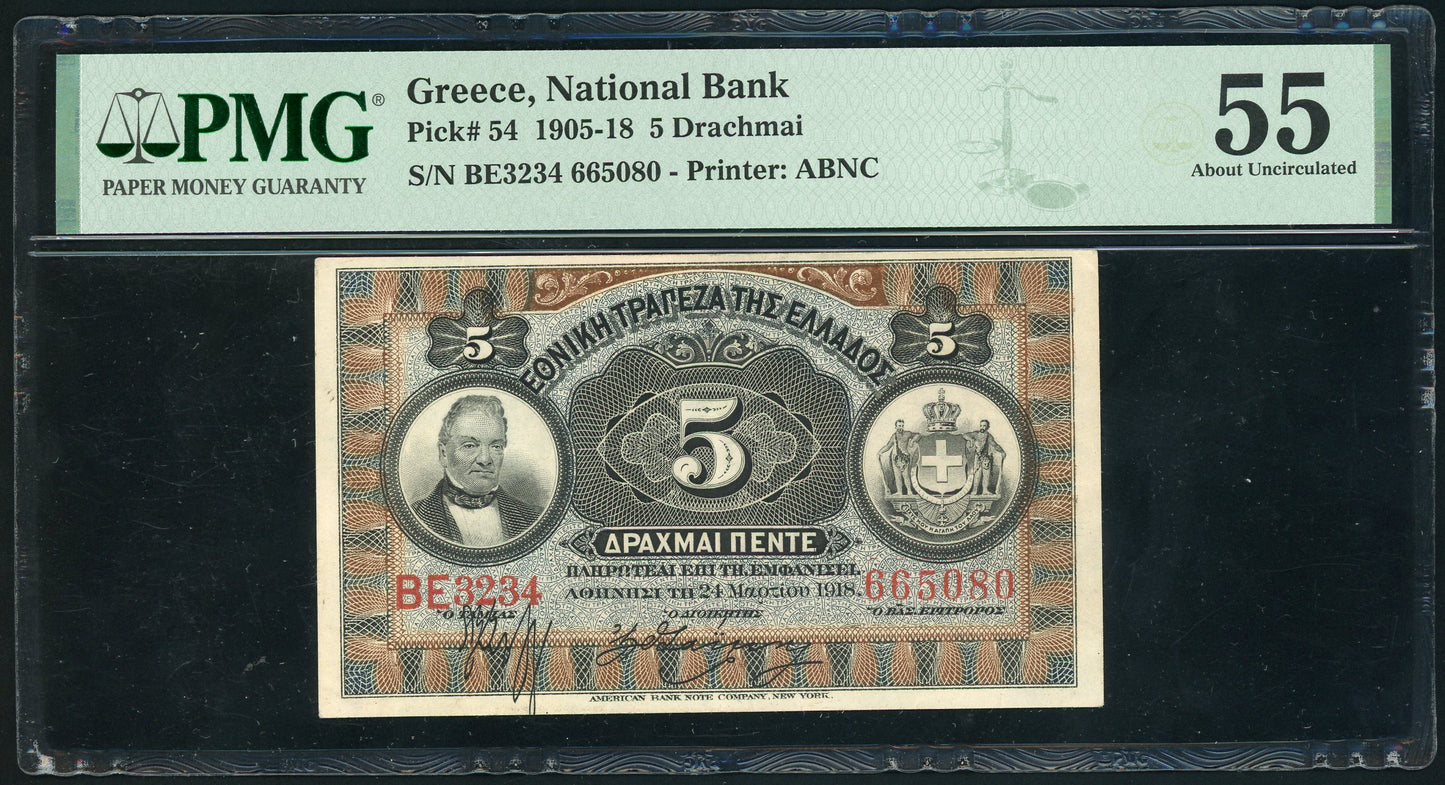 PMG®
PAPER MONEY GUARANTY
Greece, National Bank
Pick# 54 1905-18 5 Drachmai
S/N BE3234 665080 - Printer: ABNC
55
About Uncirculated
ΕΘΝΙΚΗ ΤΡΑΠΕΖΑ ΤΗΣ ΕΛΛΑΔΟΣ
5 5
5
ΔΡΑΧΜΑΙ ΠΕΝΤΕ
ΠΛΗΡΩΤΕΑΙ ΕΠΙ ΤΗ ΕΜΦΑΝΙΣΕΙ.
ΒΕ3234 ΑΘΗΝΗΣΙ ΤΗ 24 Μαρτίου 1918. 665080
Ὁ ΤΑΜΙΑΣ Ὁ ΔΙΟΙΚΗΤΗΣ Ὁ ΒΑΣ. ΕΠΙΤΡΟΠΟΣ
AMERICAN BANK NOTE COMPANY, NEW YORK.